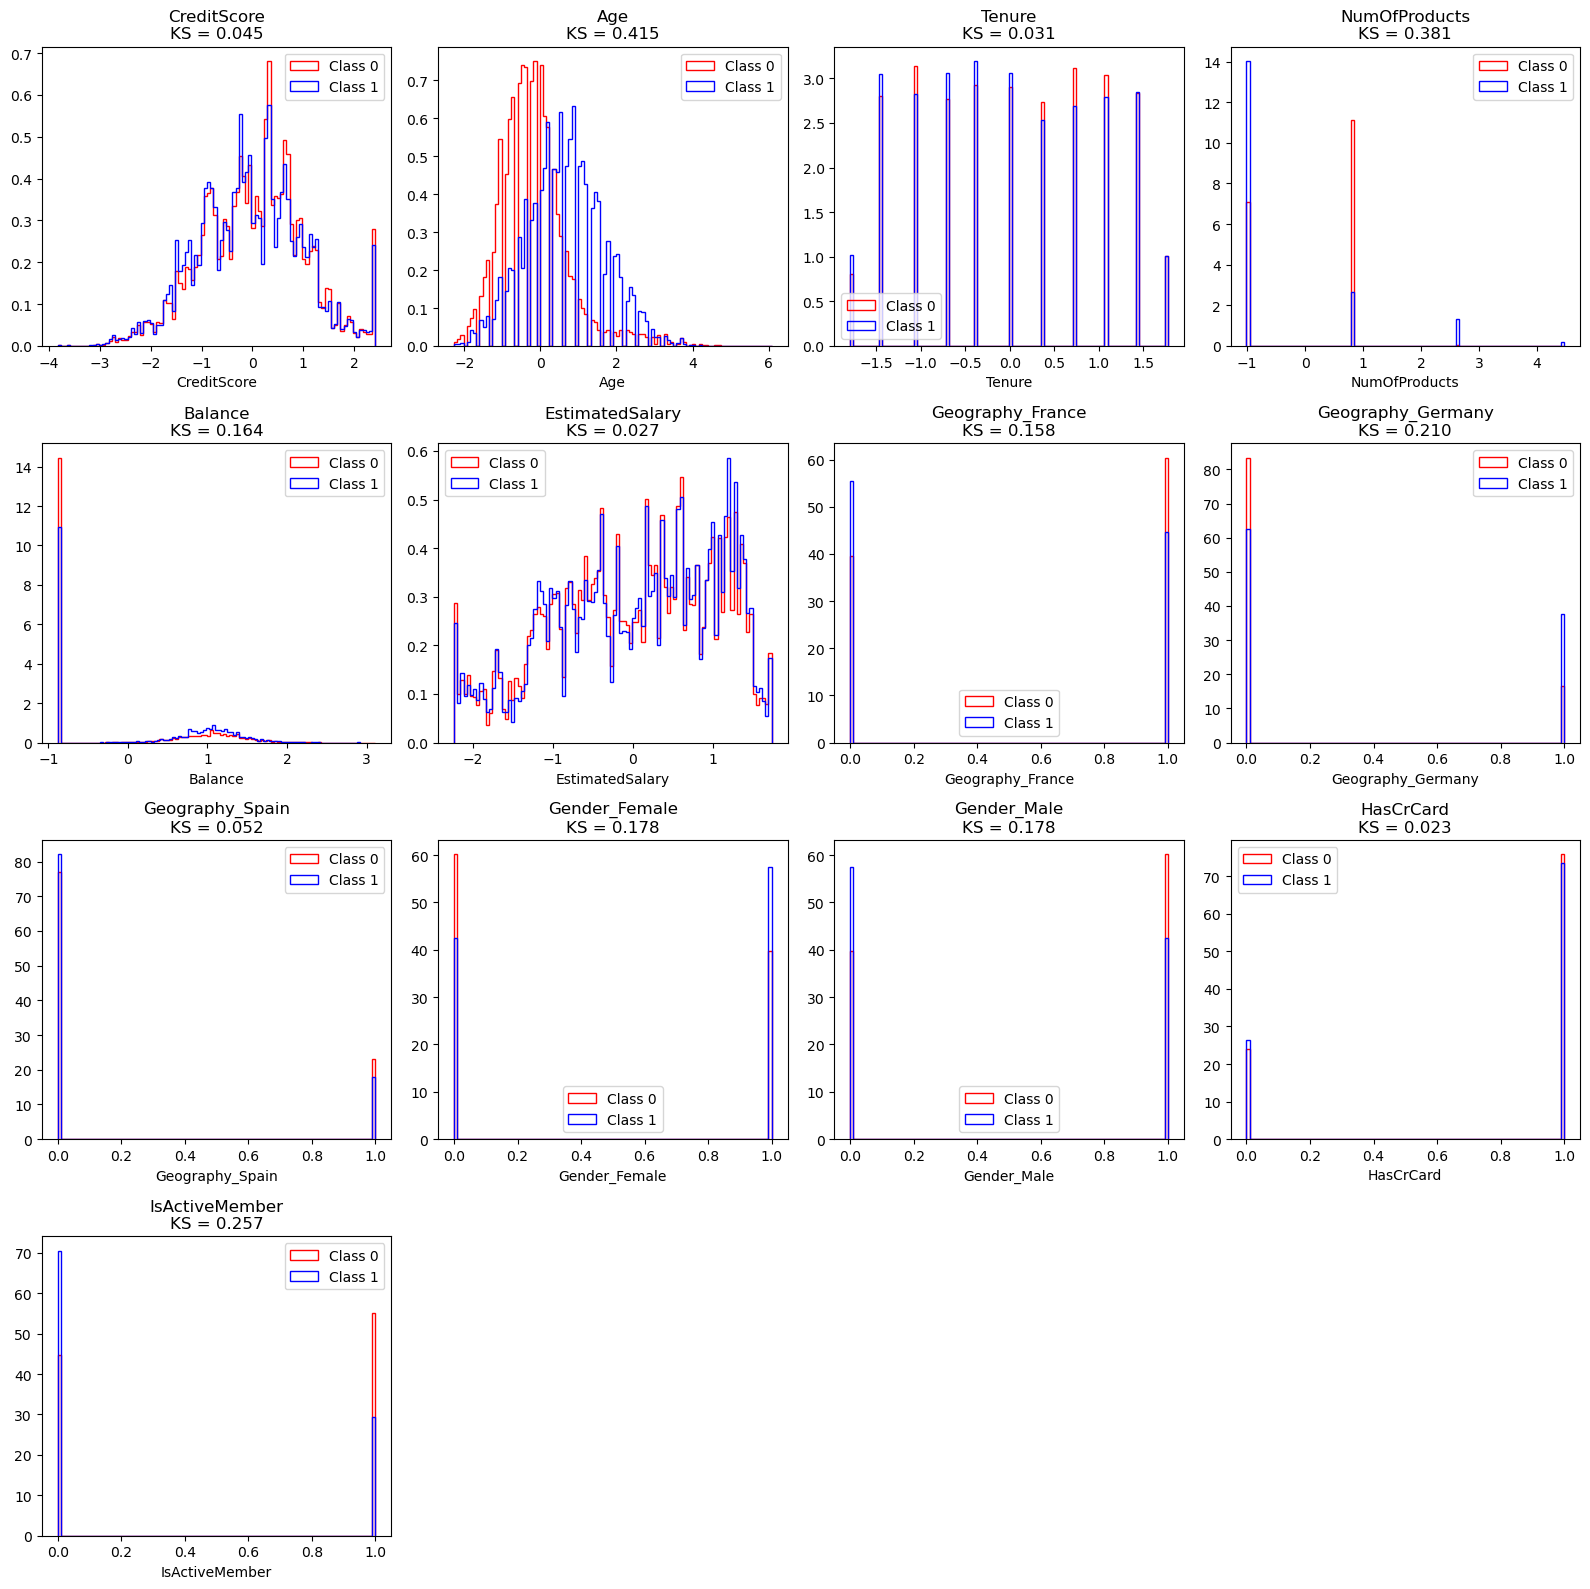 CreditScore
KS = 0.045
0.7
0.6
0.5
0.4
0.3
0.2
0.1
0.0
Class 0
Class 1
−4 −3 −2 −1 0 1 2
CreditScore
Age
KS = 0.415
0.7
0.6
0.5
0.4
0.3
0.2
0.1
0.0
Class 0
Class 1
−2 0 2 4 6
Age
Tenure
KS = 0.031
3.0
2.5
2.0
1.5
1.0
0.5
0.0
Class 0
Class 1
−1.5 −1.0 −0.5 0.0 0.5 1.0 1.5
Tenure
NumOfProducts
KS = 0.381
14
12
10
8
6
4
2
0
Class 0
Class 1
−1 0 1 2 3 4
NumOfProducts
Balance
KS = 0.164
14
12
10
8
6
4
2
0
Class 0
Class 1
−1 0 1 2 3
Balance
EstimatedSalary
KS = 0.027
0.6
0.5
0.4
0.3
0.2
0.1
0.0
Class 0
Class 1
−2 −1 0 1
EstimatedSalary
Geography_France
KS = 0.158
60
50
40
30
20
10
0
Class 0
Class 1
0.0 0.2 0.4 0.6 0.8 1.0
Geography_France
Geography_Germany
KS = 0.210
80
70
60
50
40
30
20
10
0
Class 0
Class 1
0.0 0.2 0.4 0.6 0.8 1.0
Geography_Germany
Geography_Spain
KS = 0.052
80
70
60
50
40
30
20
10
0
Class 0
Class 1
0.0 0.2 0.4 0.6 0.8 1.0
Geography_Spain
Gender_Female
KS = 0.178
60
50
40
30
20
10
0
Class 0
Class 1
0.0 0.2 0.4 0.6 0.8 1.0
Gender_Female
Gender_Male
KS = 0.178
60
50
40
30
20
10
0
Class 0
Class 1
0.0 0.2 0.4 0.6 0.8 1.0
Gender_Male
HasCrCard
KS = 0.023
70
60
50
40
30
20
10
0
Class 0
Class 1
0.0 0.2 0.4 0.6 0.8 1.0
HasCrCard
IsActiveMember
KS = 0.257
70
60
50
40
30
20
10
0
Class 0
Class 1
0.0 0.2 0.4 0.6 0.8 1.0
IsActiveMember